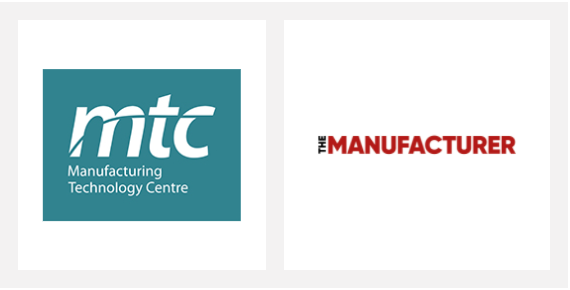 mtc
Manufacturing
Technology Centre
THE MANUFACTURER